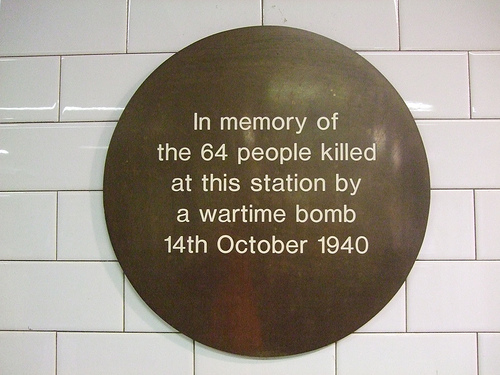 In memory of
the 64 people killed
at this station by
a wartime bomb
14th October 1940